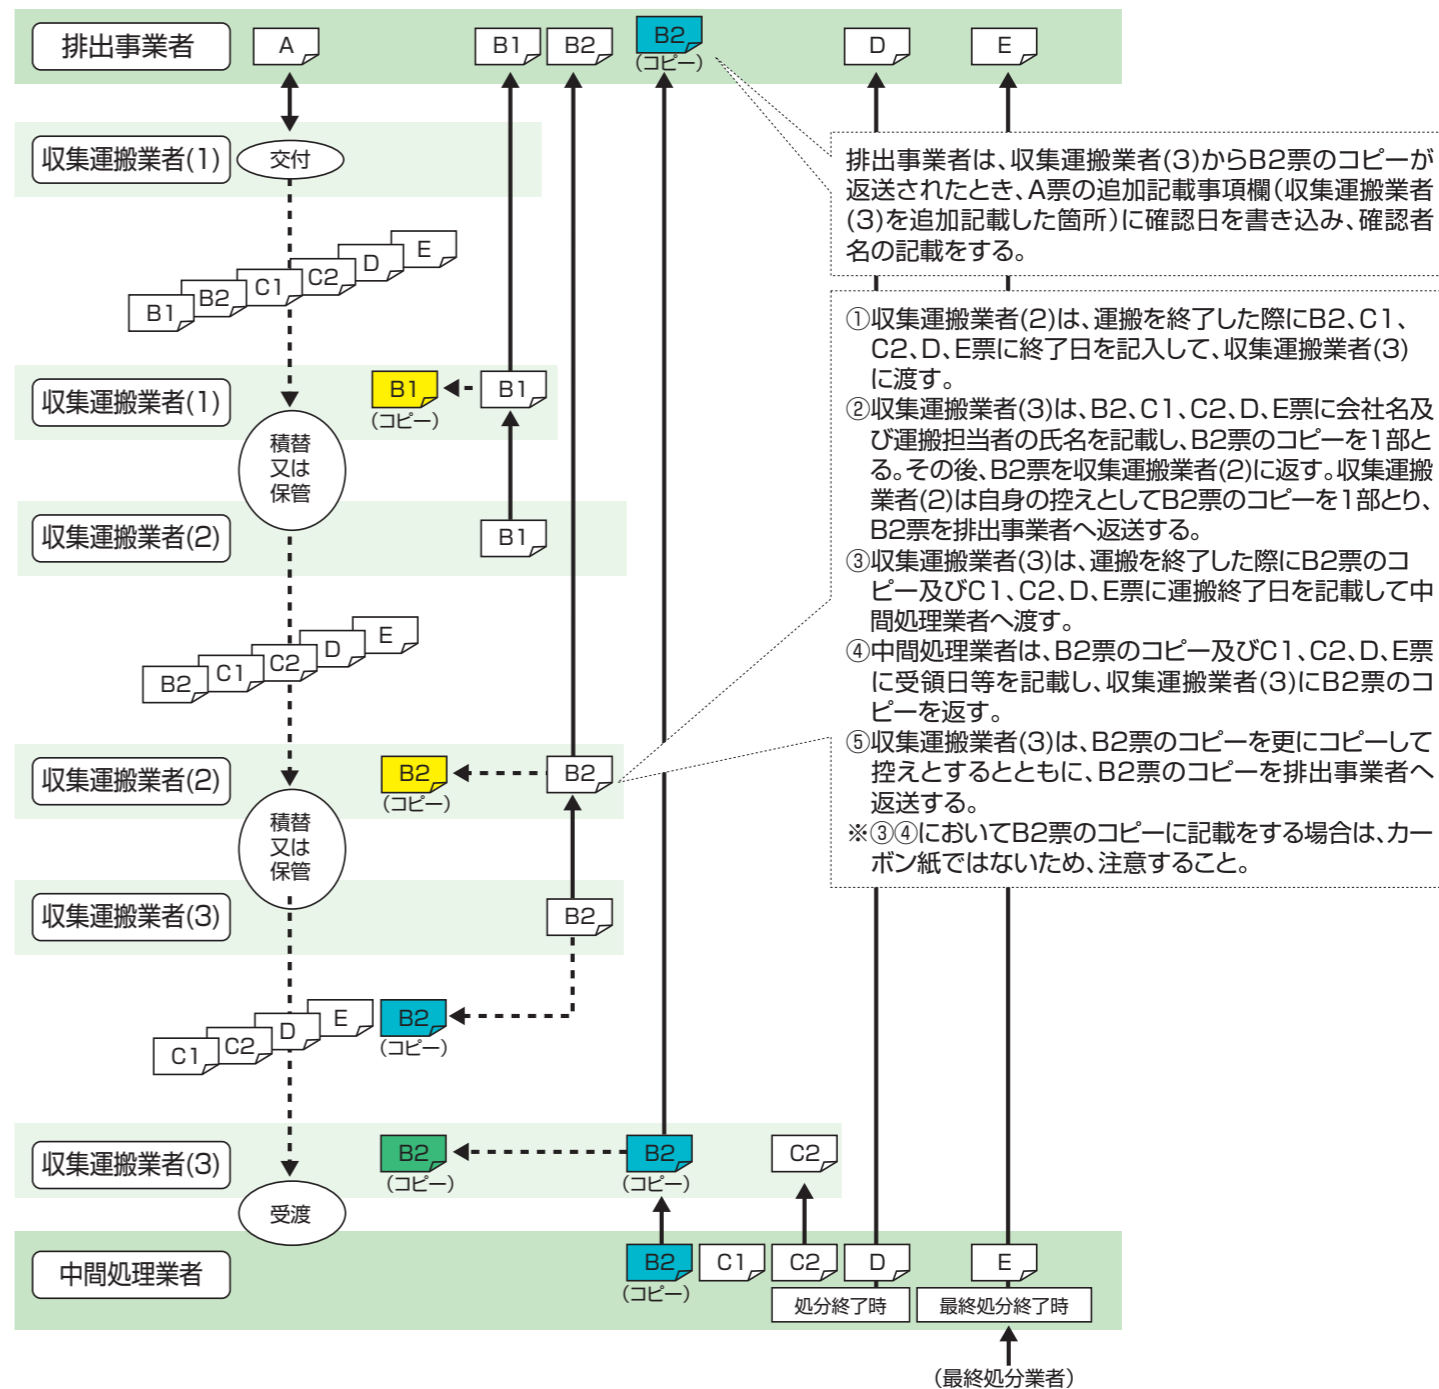 排出事業者
A
B1
B2
B2
(コピー)
D
E
収集運搬業者(1)
交付
排出事業者は、収集運搬業者(3)からB2票のコピーが
返送されたとき、A票の追加記載事項欄(収集運搬業者
(3)を追加記載した箇所)に確認日を書き込み、確認者
名の記載をする。
B1
B2
C1
C2
D
E
収集運搬業者(1)
B1
(コピー)
B1
積替
又は
保管
収集運搬業者(2)
B1
①収集運搬業者(2)は、運搬を終了した際にB2、C1、
C2、D、E票に終了日を記入して、収集運搬業者(3)
に渡す。
②収集運搬業者(3)は、B2、C1、C2、D、E票に会社名及
び運搬担当者の氏名を記載し、B2票のコピーを1部と
る。その後、B2票を収集運搬業者(2)に返す。収集運搬
業者(2)は自身の控えとしてB2票のコピーを1部とり、
B2票を排出事業者へ返送する。
③収集運搬業者(3)は、運搬を終了した際にB2票のコ
ピー及びC1、C2、D、E票に運搬終了日を記載して中
間処理業者へ渡す。
④中間処理業者は、B2票のコピー及びC1、C2、D、E票
に受領日等を記載し、収集運搬業者(3)にB2票のコ
ピーを返す。
⑤収集運搬業者(3)は、B2票のコピーを更にコピーして
控えとするとともに、B2票のコピーを排出事業者へ
返送する。
※③④においてB2票のコピーに記載をする場合は、カー
ボン紙ではないため、注意すること。
B2
C1
C2
D
E
収集運搬業者(2)
B2
(コピー)
B2
積替
又は
保管
収集運搬業者(3)
B2
C1
C2
D
E
B2
(コピー)
収集運搬業者(3)
B2
(コピー)
B2
(コピー)
C2
受渡
中間処理業者
B2
(コピー)
C1
C2
D
E
処分終了時
最終処分終了時
(最終処分業者)